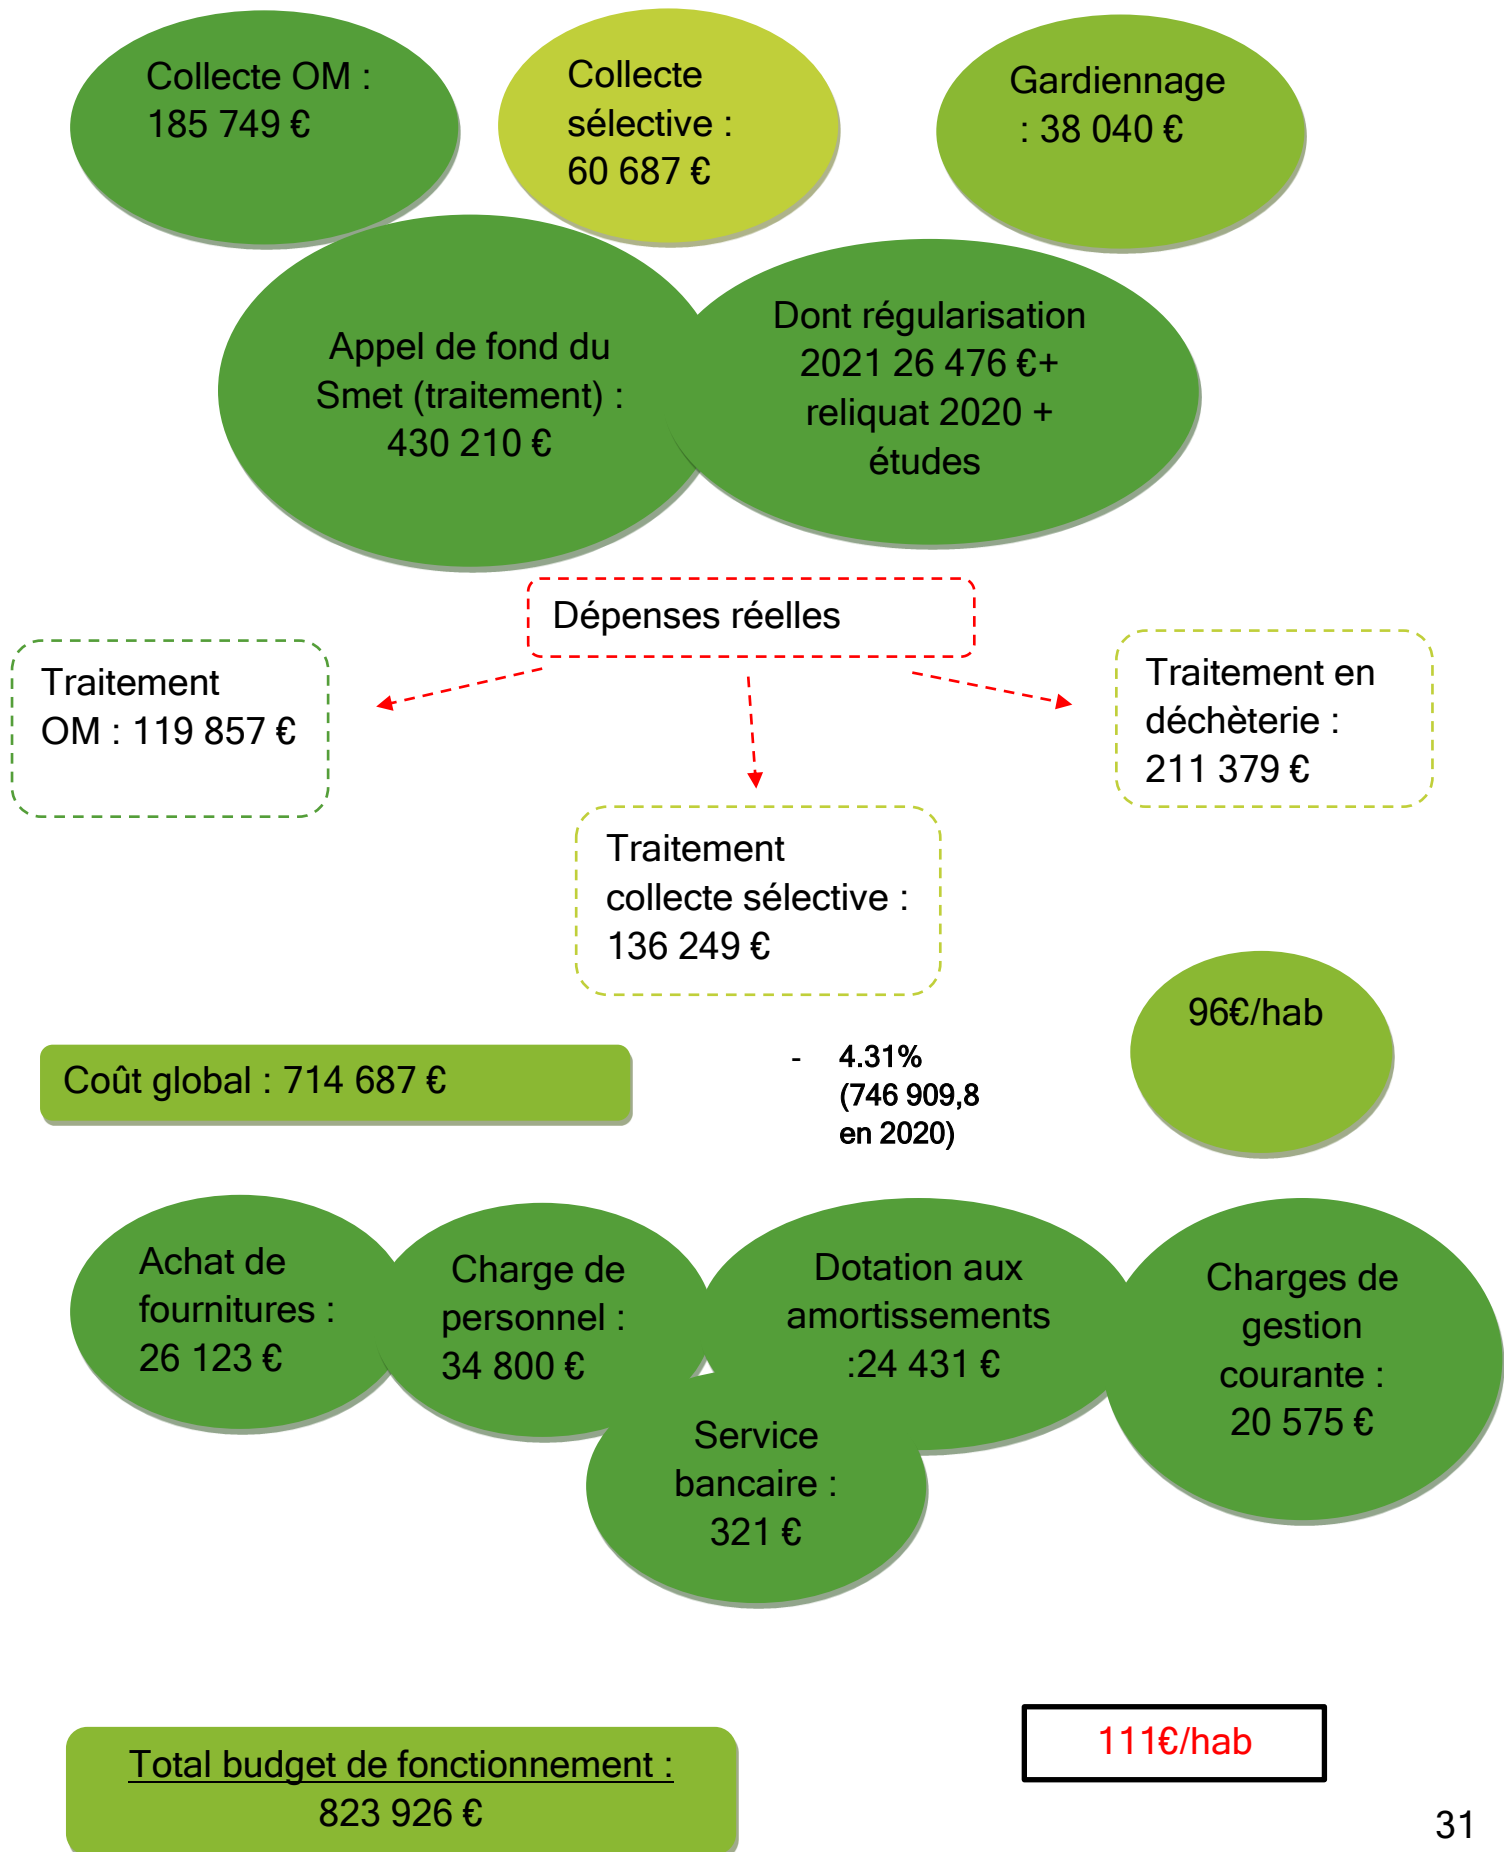 Collecte OM :
185 749 €
Collecte
sélective :
60 687 €
Gardiennage
: 38 040 €
Appel de fond du
Smet (traitement) :
430 210 €
Dont régularisation
2021 26 476 €+
reliquat 2020 +
études
Dépenses réelles
Traitement
OM : 119 857 €
Traitement en
déchèterie :
211 379 €
Traitement
collecte sélective :
136 249 €
96€/hab
Coût global : 714 687 €
- 4.31%
(746 909,8
en 2020)
Achat de
fournitures :
26 123 €
Charge de
personnel :
34 800 €
Dotation aux
amortissements
:24 431 €
Charges de
gestion
courante :
20 575 €
Service
bancaire :
321 €
111€/hab
Total budget de fonctionnement :
823 926 €
31